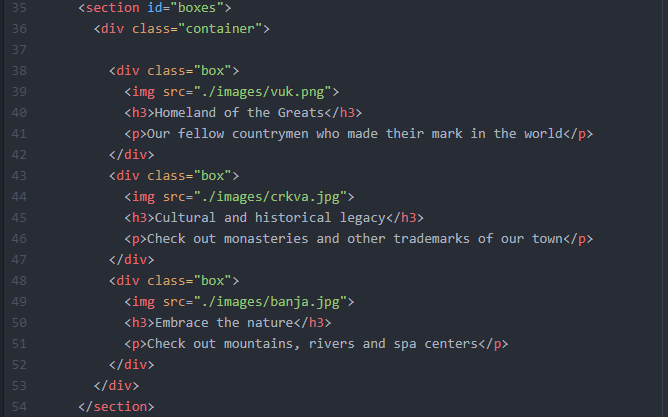 35 <section id="boxes">
36 <div class="container">
37
38 <div class="box">
39 <img src="./images/vuk.png">
40 <h3>Homeland of the Greats</h3>
41 <p>Our fellow countrymen who made their mark in the world</p>
42 </div>
43 <div class="box">
44 <img src="./images/crkva.jpg">
45 <h3>Cultural and historical legacy</h3>
46 <p>Check out monasteries and other trademarks of our town</p>
47 </div>
48 <div class="box">
49 <img src="./images/banja.jpg">
50 <h3>Embrace the nature</h3>
51 <p>Check out mountains, rivers and spa centers</p>
52 </div>
53 </div>
54 </section>